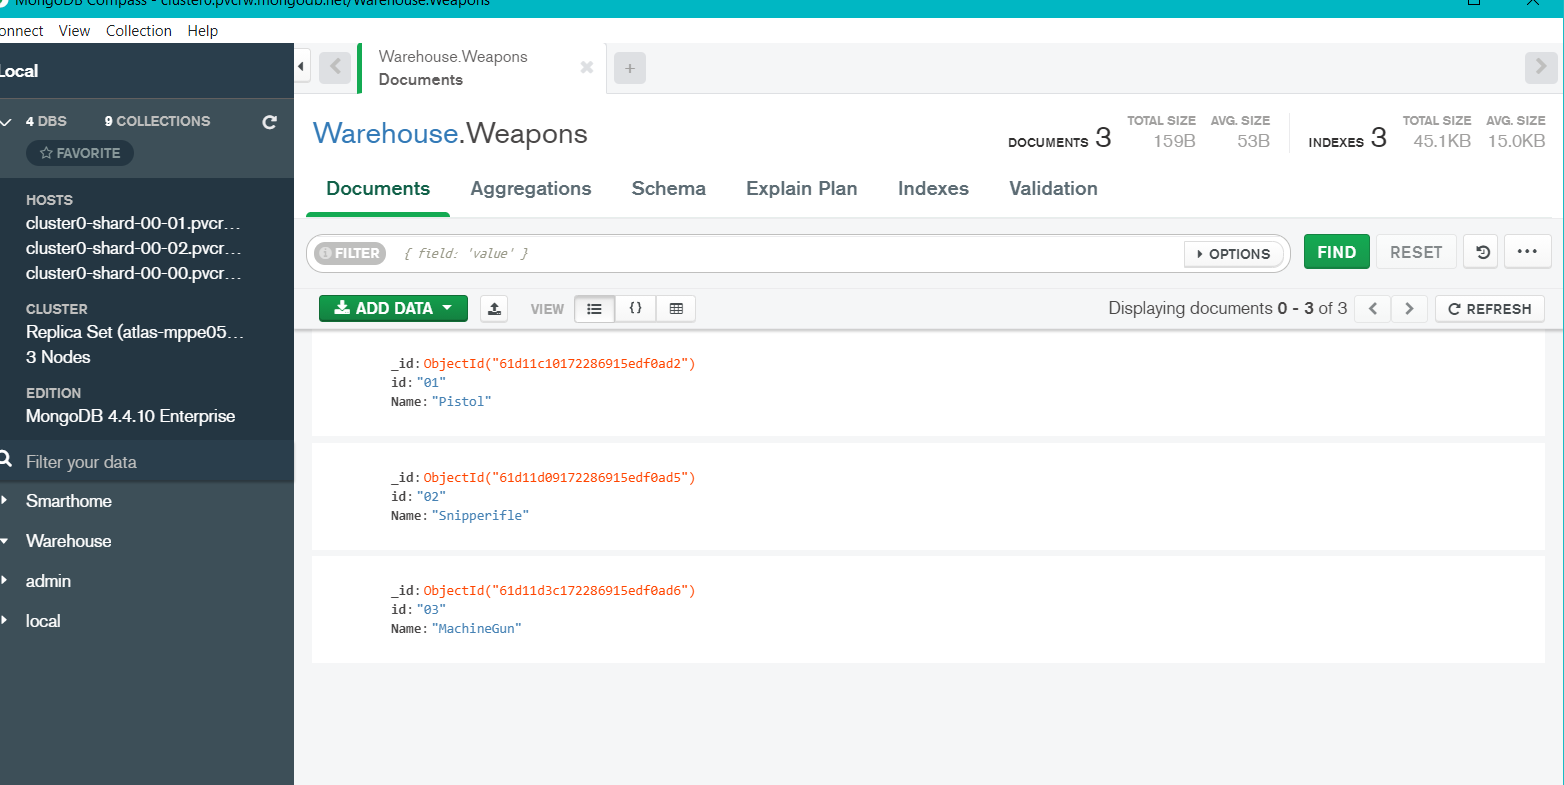 MongoDB Compass - cluster0.pvcrw.mongodb.net/Warehouse.Weapons
onnect View Collection Help
Local
4 DBS 9 COLLECTIONS
FAVORITE
HOSTS
cluster0-shard-00-01.pvcr...
cluster0-shard-00-02.pvcr...
cluster0-shard-00-00.pvcr...
CLUSTER
Replica Set (atlas-mppe05...
3 Nodes
EDITION
MongoDB 4.4.10 Enterprise
Filter your data
Smarthome
Warehouse
admin
local
Warehouse.Weapons
Documents
Warehouse.Weapons
DOCUMENTS 3 TOTAL SIZE 159B AVG. SIZE 53B INDEXES 3 TOTAL SIZE 45.1KB AVG. SIZE 15.0KB
Documents Aggregations Schema Explain Plan Indexes Validation
FILTER { field: 'value' } OPTIONS FIND RESET
ADD DATA VIEW {} Displaying documents 0 - 3 of 3 REFRESH
_id: ObjectId("61d11c10172286915edf0ad2")
id: "01"
Name: "Pistol"
_id: ObjectId("61d11d09172286915edf0ad5")
id: "02"
Name: "Snipperifle"
_id: ObjectId("61d11d3c172286915edf0ad6")
id: "03"
Name: "MachineGun"